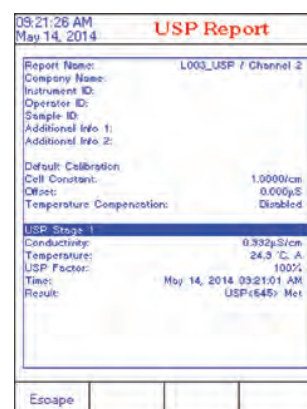 09:21:26 AM
May 14, 2014
USP Report
Report Name: L003_USP / Channel 2
Company Name:
Instrument ID:
Operator ID:
Sample ID:
Additional Info 1:
Additional Info 2:
Default Calibration
Cell Constant: 1.0000/cm
Offset: 0.000µS
Temperature Compensation: Disabled
USP Stage 1
Conductivity: 0.932µS/cm
Temperature: 24.9 °C, A
USP Factor: 100%
Time: May 14, 2014 09:21:01 AM
Result: USP<645> Met
Escape